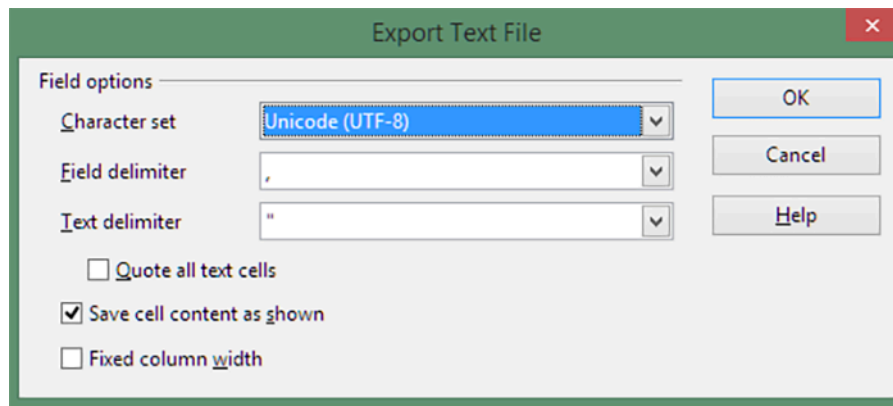 Export Text File
Field options
Character set
Unicode (UTF-8)
Field delimiter
,
Text delimiter
"
Quote all text cells
Save cell content as shown
Fixed column width
OK
Cancel
Help